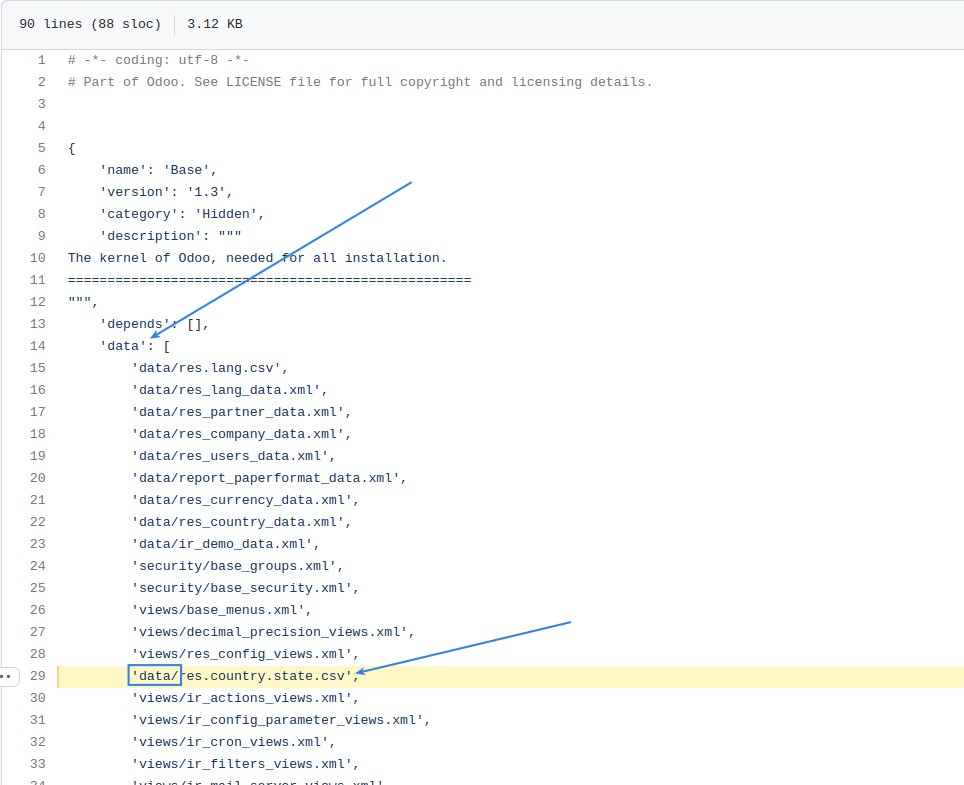 90 lines (88 sloc) 3.12 KB
1 # -*- coding: utf-8 -*-
2 # Part of Odoo. See LICENSE file for full copyright and licensing details.
3
4
5 {
6 'name': 'Base',
7 'version': '1.3',
8 'category': 'Hidden',
9 'description': """
10 The kernel of Odoo, needed for all installation.
11 ===================================================
12 """,
13 'depends': [],
14 'data': [
15 'data/res.lang.csv',
16 'data/res_lang_data.xml',
17 'data/res_partner_data.xml',
18 'data/res_company_data.xml',
19 'data/res_users_data.xml',
20 'data/report_paperformat_data.xml',
21 'data/res_currency_data.xml',
22 'data/res_country_data.xml',
23 'data/ir_demo_data.xml',
24 'security/base_groups.xml',
25 'security/base_security.xml',
26 'views/base_menus.xml',
27 'views/decimal_precision_views.xml',
28 'views/res_config_views.xml',
29 'data/res.country.state.csv',
30 'views/ir_actions_views.xml',
31 'views/ir_config_parameter_views.xml',
32 'views/ir_cron_views.xml',
33 'views/ir_filters_views.xml',
34 'views/ir_mail_server_views.xml',